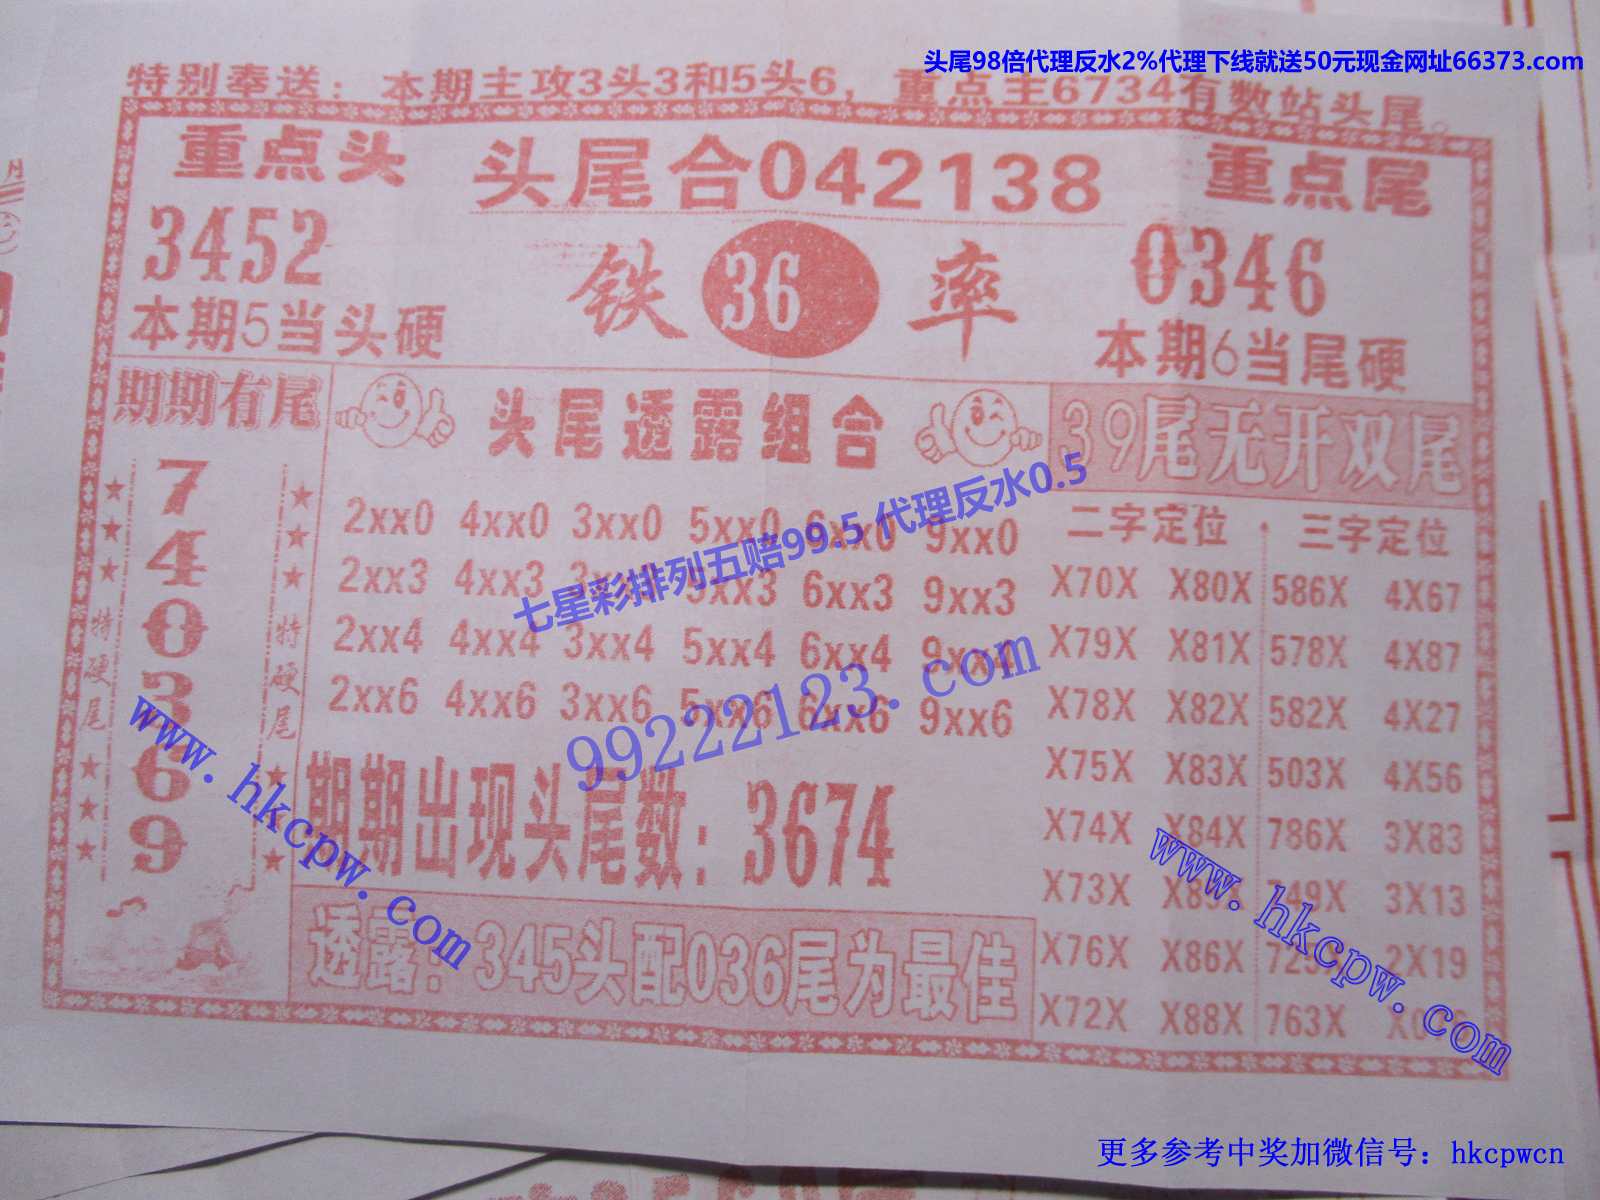 头尾98倍代理反水2%代理下线就送50元现金网址66373.com
特别奉送：本期主攻3头3和5头6，重点主6734有数站头尾。
重点头 头尾合042138 重点尾
3452 铁 36 率 0346
本期5当头硬 本期6当尾硬
期期有尾
7
4
0
3
6
9
特硬尾
特硬尾
头尾透露组合
2xx0 4xx0 3xx0 5xx0 6xx0 9xx0
2xx3 4xx3 3xx3 5xx3 6xx3 9xx3
2xx4 4xx4 3xx4 5xx4 6xx4 9xx4
2xx6 4xx6 3xx6 5xx6 6xx6 9xx6
期期出现头尾数：3674
透露：345头配036尾为最佳
39尾无开双尾
二字定位 三字定位
X70X X80X 586X 4X67
X79X X81X 578X 4X87
X78X X82X 582X 4X27
X75X X83X 503X 4X56
X74X X84X 786X 3X83
X73X 749X 3X13
X76X X86X 2X19
X72X X88X 763X
七星彩排列五赔99.5 代理反水0.5
99222123.com
www.hkcpw.com
www.hkcpw.com
更多参考中奖加微信号：hkcpwcn